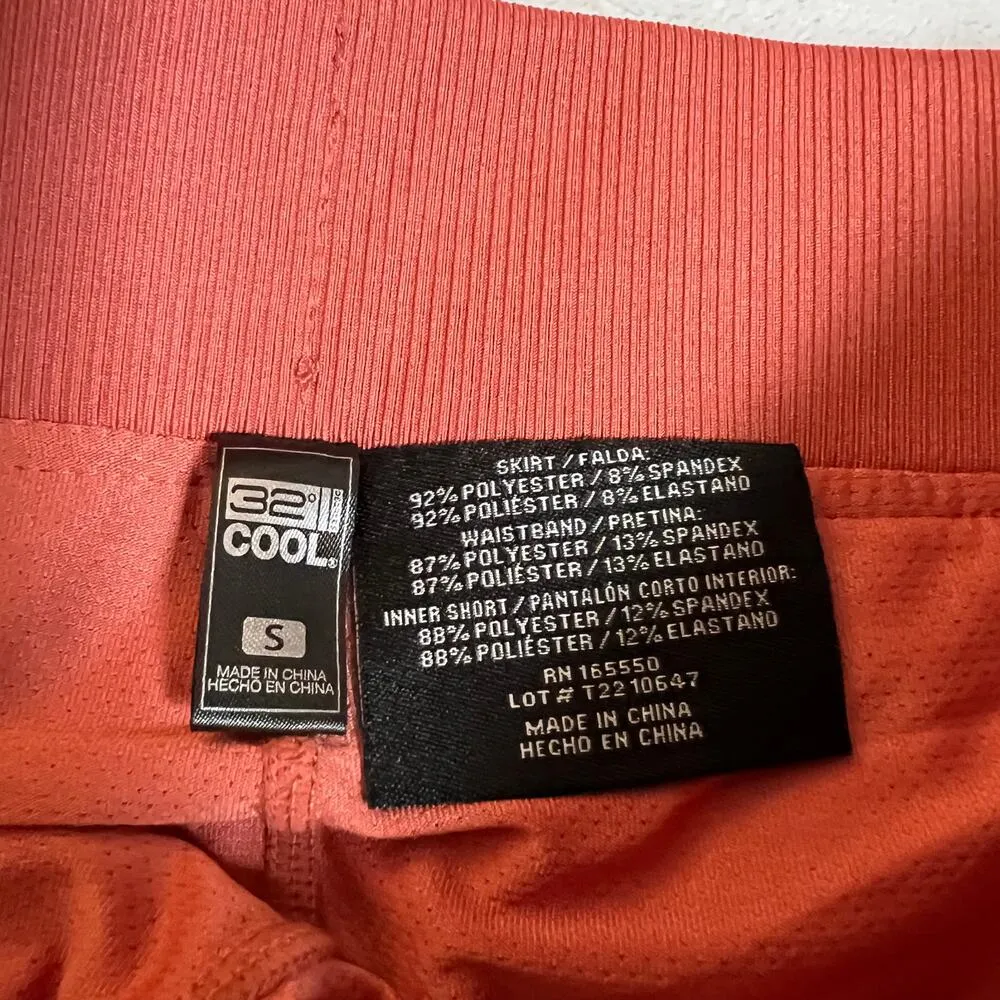 32°
COOL®
S
MADE IN CHINA
HECHO EN CHINA
SKIRT / FALDA:
92% POLYESTER / 8% SPANDEX
92% POLIÉSTER / 8% ELASTANO
WAISTBAND / PRETINA:
87% POLYESTER / 13% SPANDEX
87% POLIÉSTER / 13% ELASTANO
INNER SHORT / PANTALÓN CORTO INTERIOR:
88% POLYESTER / 12% SPANDEX
88% POLIÉSTER / 12% ELASTANO
RN 165550
LOT # T2210647
MADE IN CHINA
HECHO EN CHINA